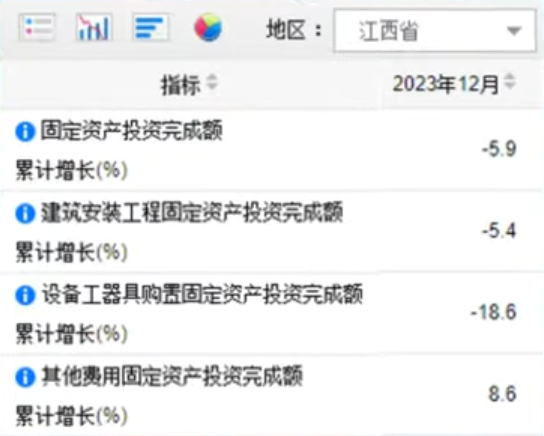 地区： 江西省
指标 2023年12月
固定资产投资完成额
累计增长(%)
-5.9
建筑安装工程固定资产投资完成额
累计增长(%)
-5.4
设备工器具购置固定资产投资完成额
累计增长(%)
-18.6
其他费用固定资产投资完成额
累计增长(%)
8.6